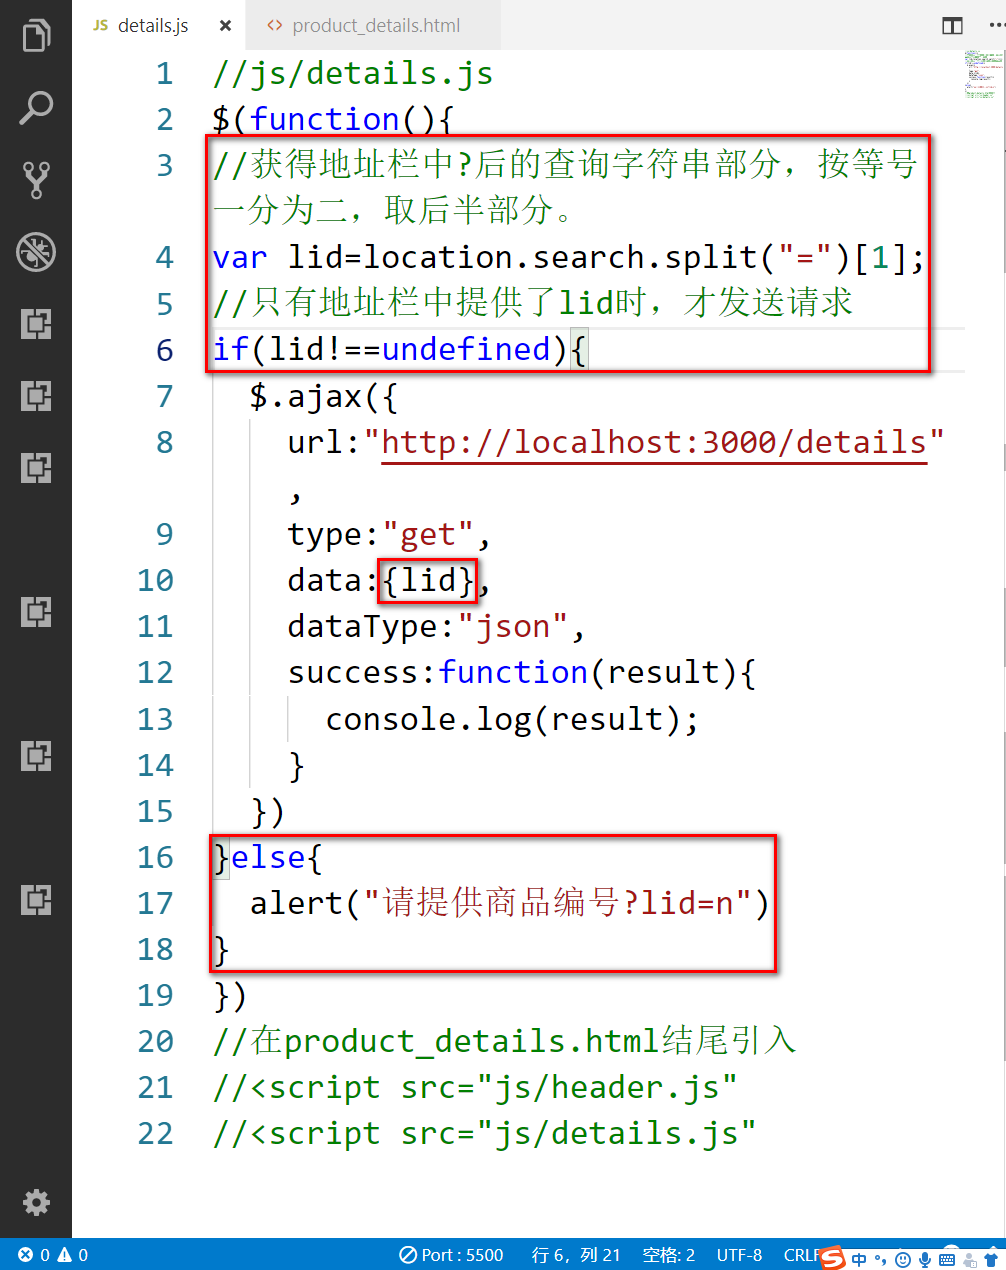 JS details.js × <> product_details.html
1 //js/details.js
2 $(function(){
3 //获得地址栏中?后的查询字符串部分，按等号
一分为二，取后半部分。
4 var lid=location.search.split("=")[1];
5 //只有地址栏中提供了lid时，才发送请求
6 if(lid!==undefined){
7 $.ajax({
8 url:"http://localhost:3000/details"
,
9 type:"get",
10 data:{lid},
11 dataType:"json",
12 success:function(result){
13 console.log(result);
14 }
15 })
16 }else{
17 alert("请提供商品编号?lid=n")
18 }
19 })
20 //在product_details.html结尾引入
21 //<script src="js/header.js"
22 //<script src="js/details.js"
0 0 Port : 5500 行 6，列 21 空格: 2 UTF-8 CRLF 中